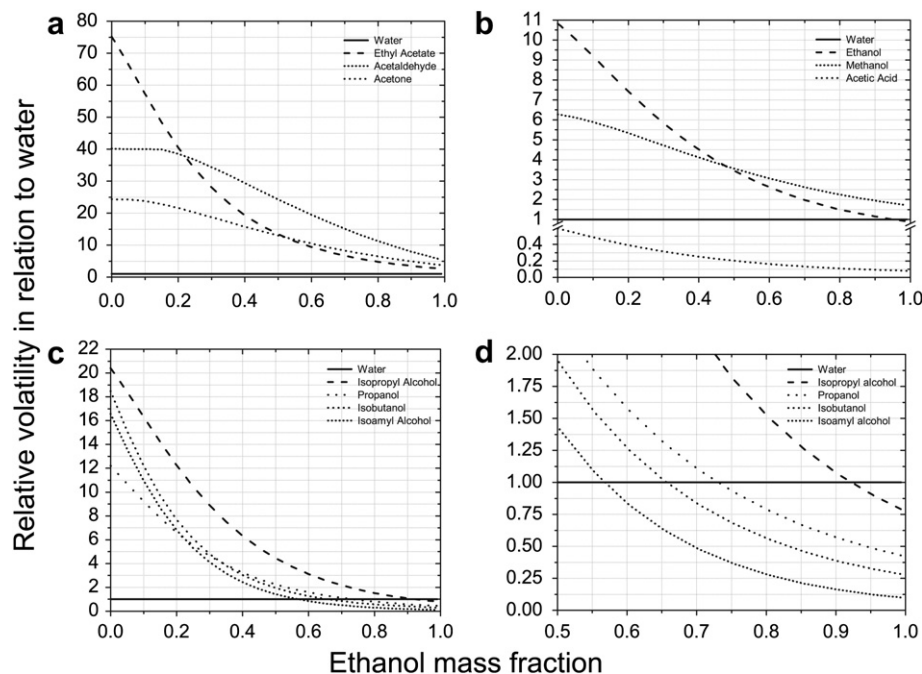 Relative volatility in relation to water
a
80
70
60
50
40
30
20
10
0
0.0 0.2 0.4 0.6 0.8 1.0
Water
Ethyl Acetate
Acetaldehyde
Acetone
b
11
10
9
8
7
6
5
4
3
2
1
0.4
0.2
0.0
0.0 0.2 0.4 0.6 0.8 1.0
Water
Ethanol
Methanol
Acetic Acid
c
22
20
18
16
14
12
10
8
6
4
2
0
0.0 0.2 0.4 0.6 0.8 1.0
Water
Isopropyl Alcohol
Propanol
Isobutanol
Isoamyl Alcohol
d
2.00
1.75
1.50
1.25
1.00
0.75
0.50
0.25
0.00
0.5 0.6 0.7 0.8 0.9 1.0
Water
Isopropyl alcohol
Propanol
Isobutanol
Isoamyl alcohol
Ethanol mass fraction